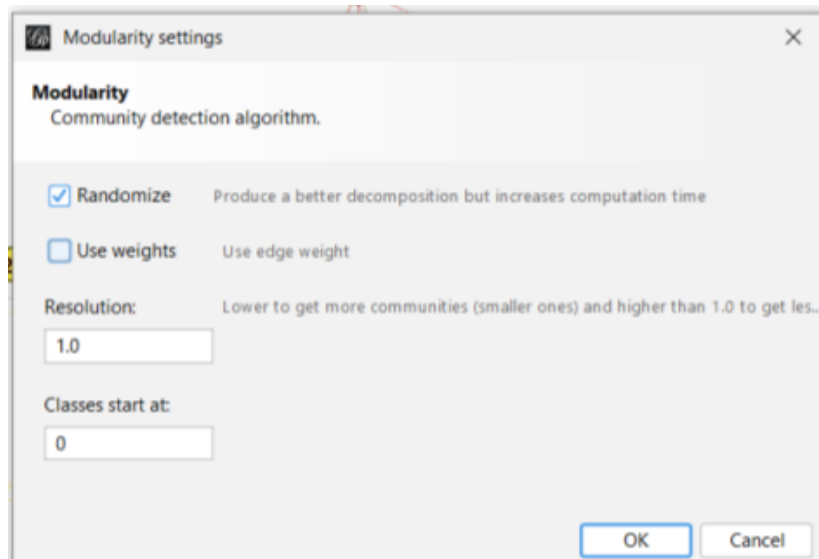 Modularity settings
Modularity
Community detection algorithm.
Randomize Produce a better decomposition but increases computation time
Use weights Use edge weight
Resolution: Lower to get more communities (smaller ones) and higher than 1.0 to get les..
1.0
Classes start at:
0
OK Cancel